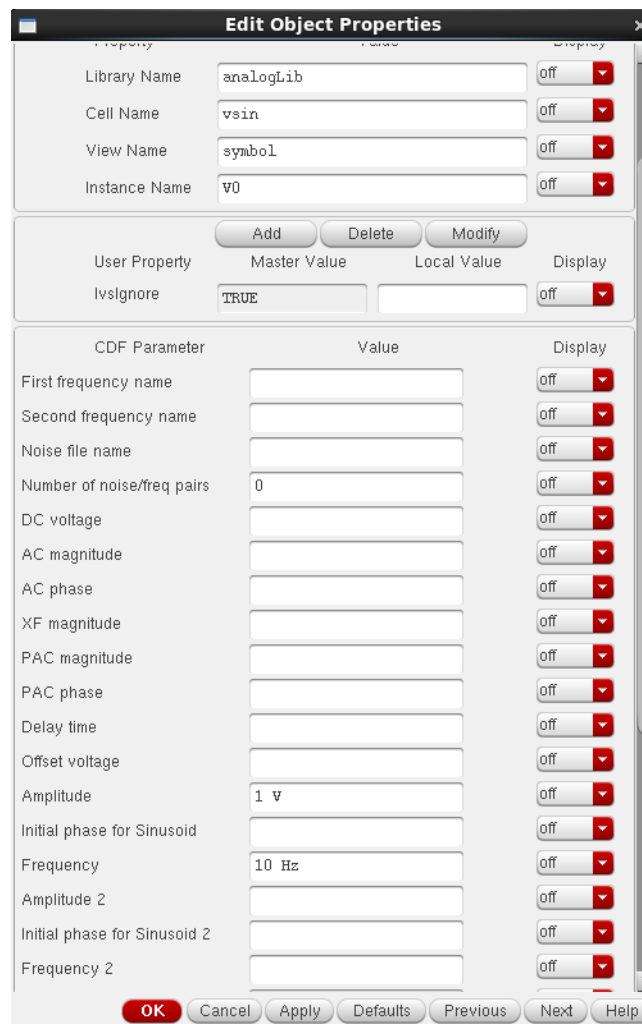 Edit Object Properties
Property Value Display
Library Name analogLib off
Cell Name vsin off
View Name symbol off
Instance Name V0 off
Add Delete Modify
User Property Master Value Local Value Display
lvsIgnore TRUE off
CDF Parameter Value Display
First frequency name off
Second frequency name off
Noise file name off
Number of noise/freq pairs 0 off
DC voltage off
AC magnitude off
AC phase off
XF magnitude off
PAC magnitude off
PAC phase off
Delay time off
Offset voltage off
Amplitude 1 V off
Initial phase for Sinusoid off
Frequency 10 Hz off
Amplitude 2 off
Initial phase for Sinusoid 2 off
Frequency 2 off
OK Cancel Apply Defaults Previous Next Help